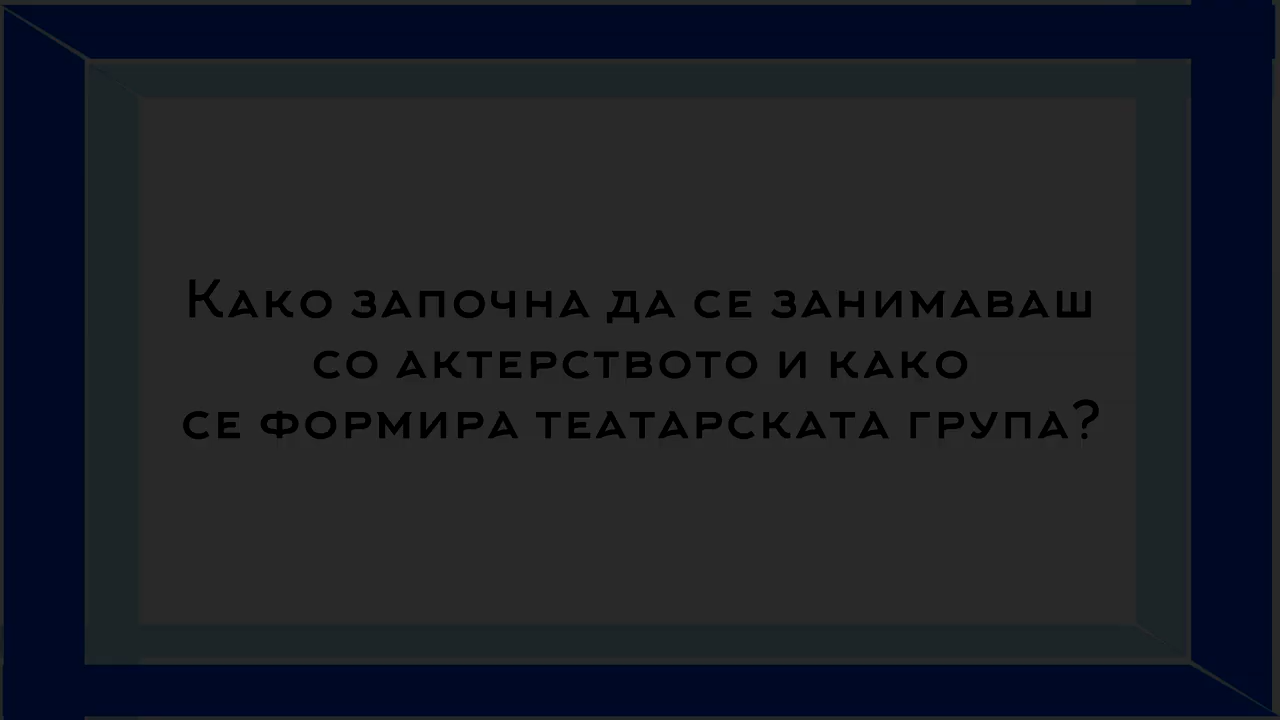 Како започна да се занимаваш
со актерството и како
се формира театарската група?